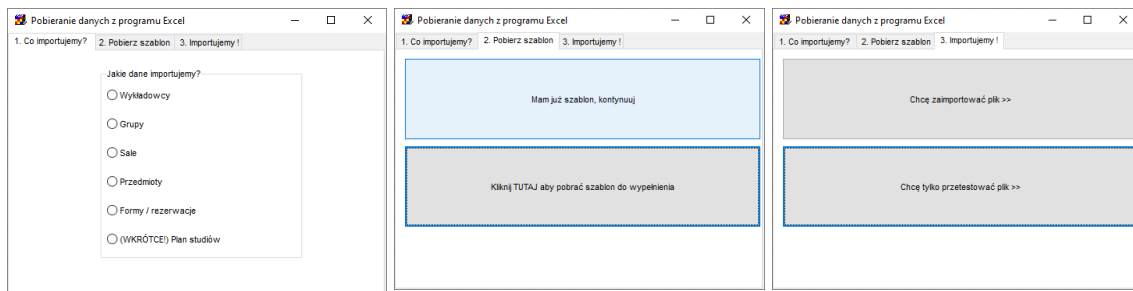 Pobieranie danych z programu Excel
1. Co importujemy? 2. Pobierz szablon 3. Importujemy !
Jakie dane importujemy?
Wykładowcy
Grupy
Sale
Przedmioty
Formy / rezerwacje
(WKRÓTCE!) Plan studiów
Pobieranie danych z programu Excel
1. Co importujemy? 2. Pobierz szablon 3. Importujemy !
Mam już szablon, kontynuuj
Kliknij TUTAJ aby pobrać szablon do wypełnienia
Pobieranie danych z programu Excel
1. Co importujemy? 2. Pobierz szablon 3. Importujemy !
Chcę zaimportować plik >>
Chcę tylko przetestować plik >>